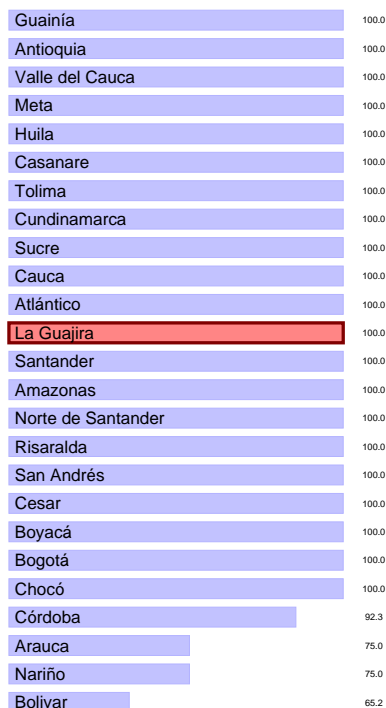 Guainía 100.0
Antioquia 100.0
Valle del Cauca 100.0
Meta 100.0
Huila 100.0
Casanare 100.0
Tolima 100.0
Cundinamarca 100.0
Sucre 100.0
Cauca 100.0
Atlántico 100.0
La Guajira 100.0
Santander 100.0
Amazonas 100.0
Norte de Santander 100.0
Risaralda 100.0
San Andrés 100.0
Cesar 100.0
Boyacá 100.0
Bogotá 100.0
Chocó 100.0
Córdoba 92.3
Arauca 75.0
Nariño 75.0
Bolivar 65.2